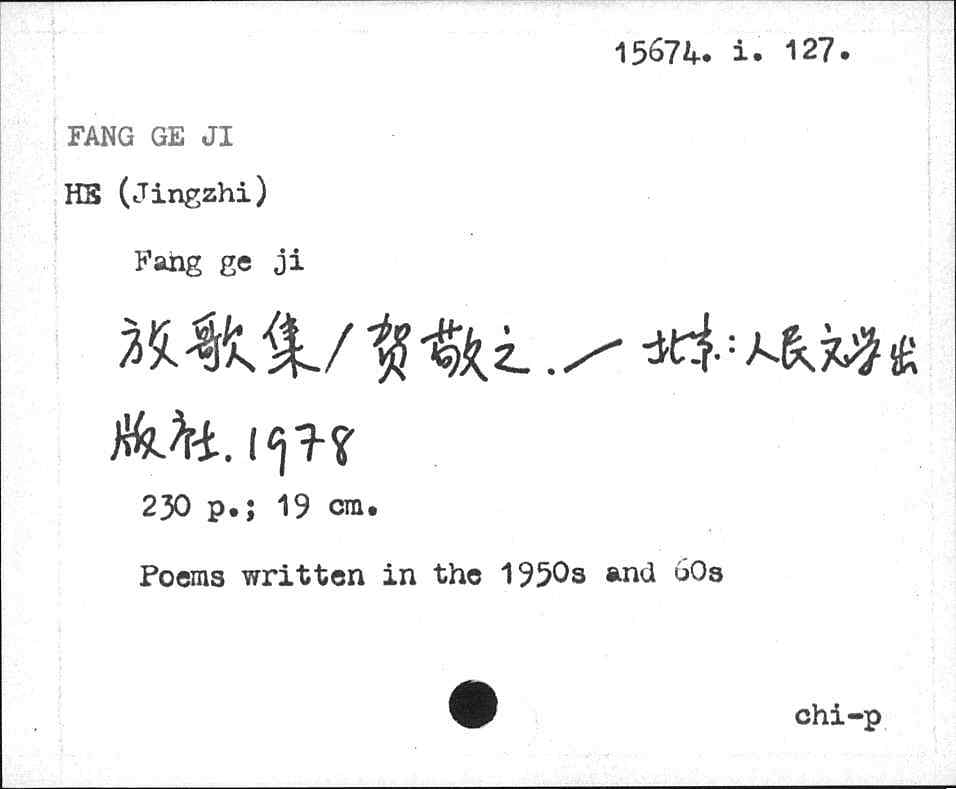 15674. i. 127.
FANG GE JI
HE (Jingzhi)
Fang ge ji
放歌集/贺敬之.— 北京:人民文学出
版社.1978
230 p.; 19 cm.
Poems written in the 1950s and 60s
chi-p